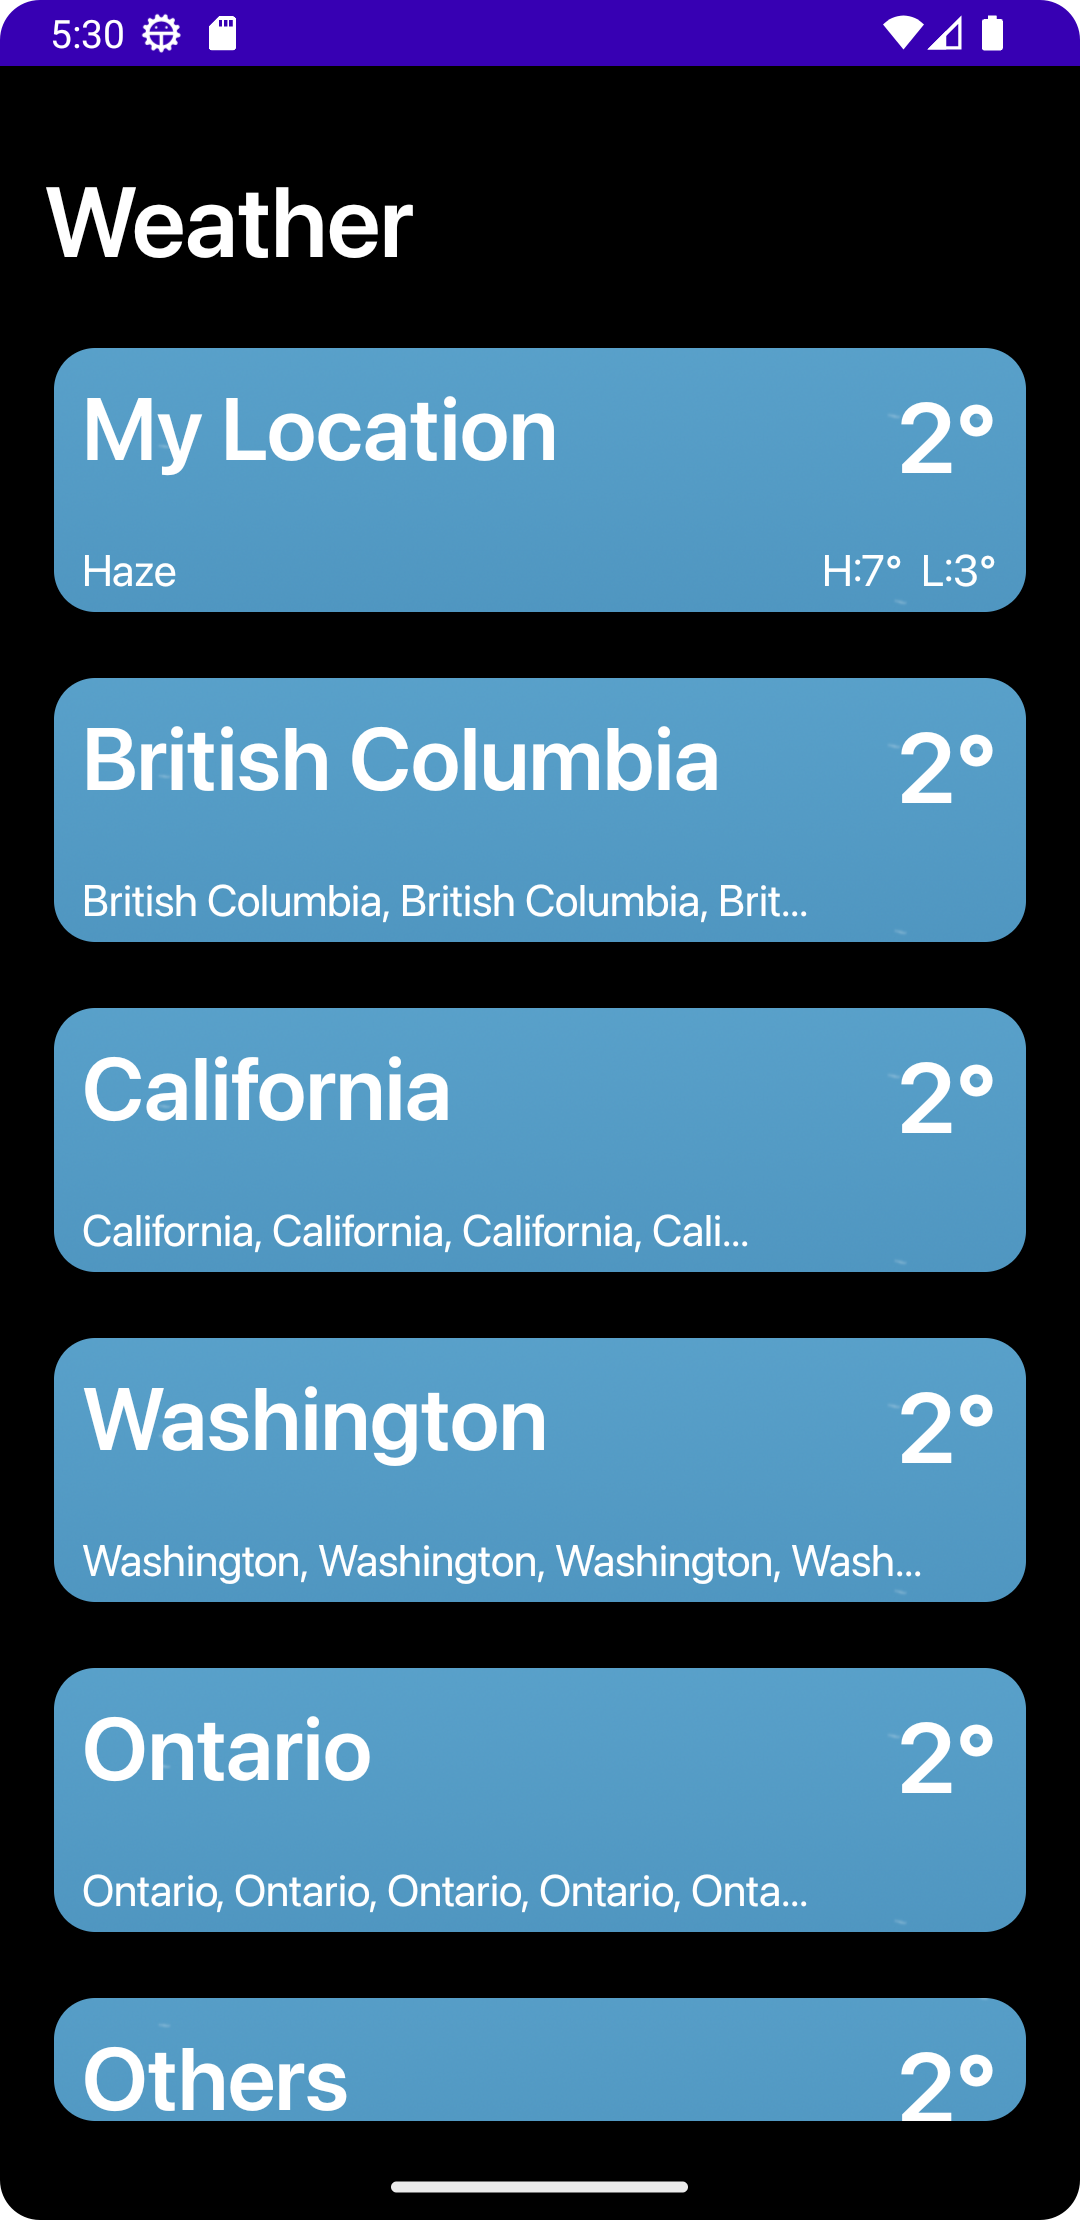 5:30
Weather
My Location 2°
Haze H:7° L:3°
British Columbia 2°
British Columbia, British Columbia, Brit...
California 2°
California, California, California, Cali...
Washington 2°
Washington, Washington, Washington, Wash...
Ontario 2°
Ontario, Ontario, Ontario, Ontario, Onta...
Others 2°